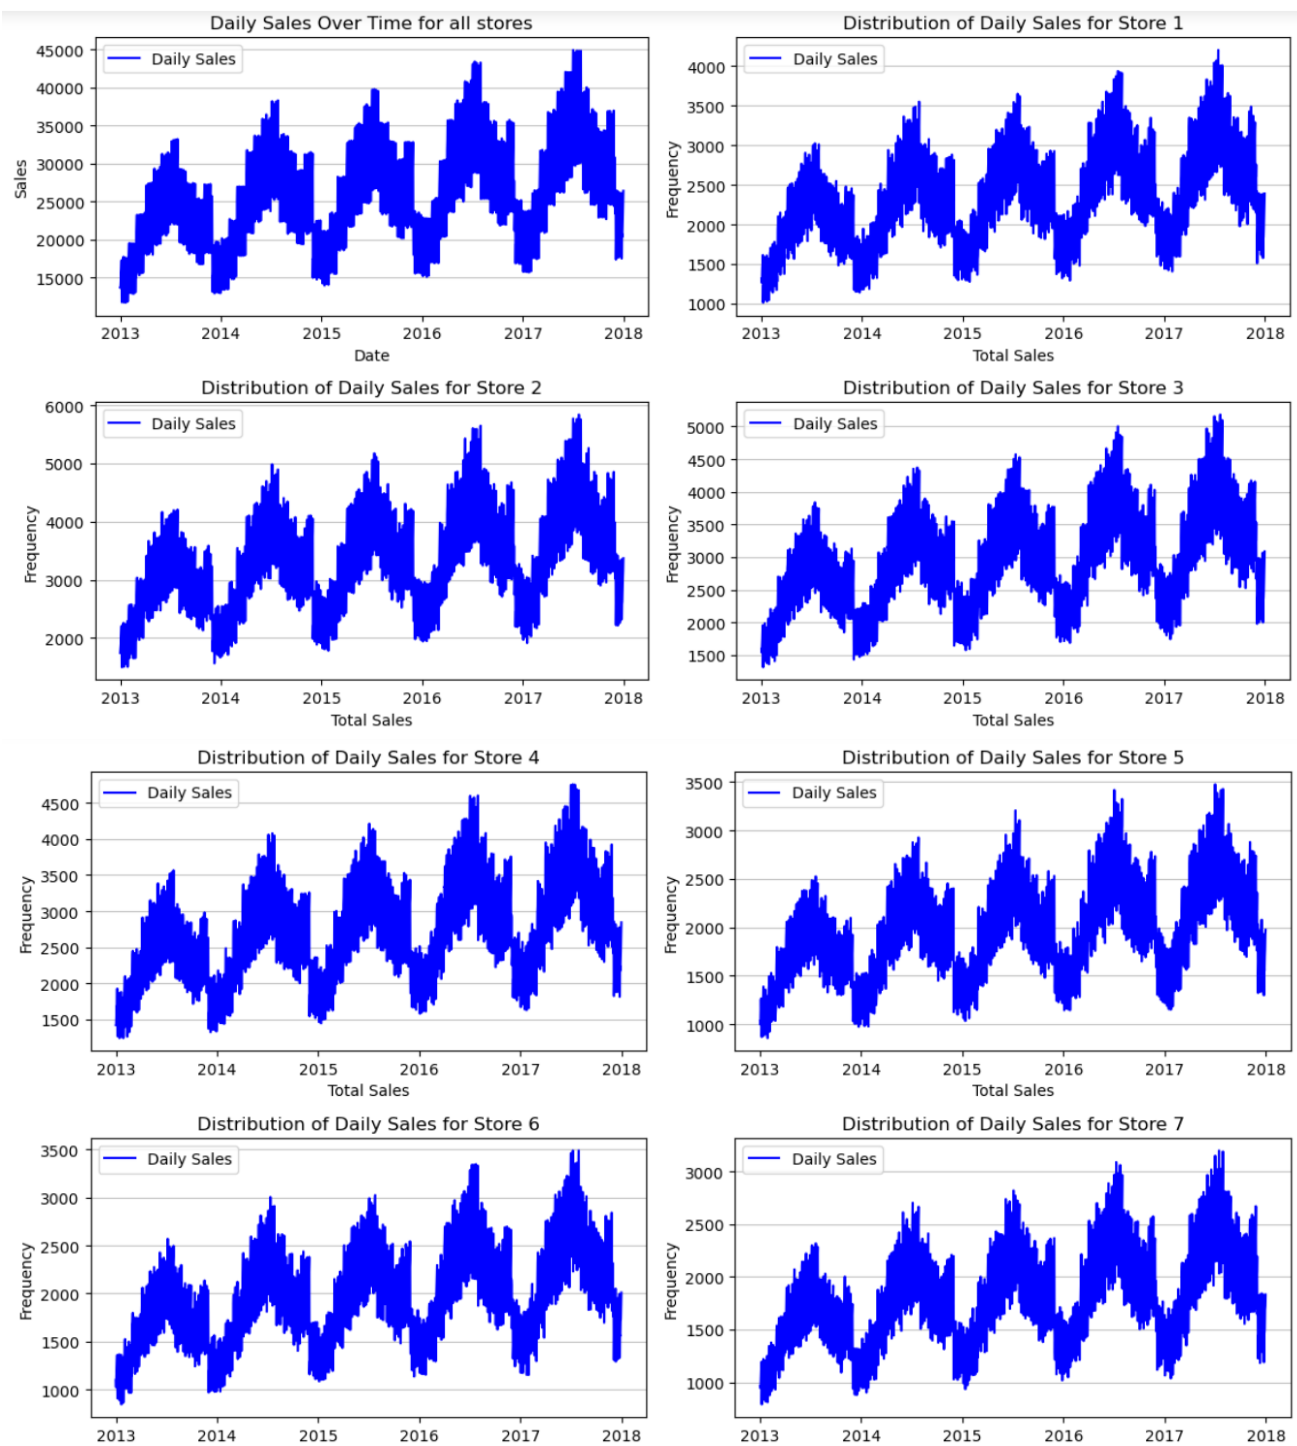 Daily Sales Over Time for all stores
Daily Sales
45000
40000
35000
30000
25000
20000
15000
Sales
2013 2014 2015 2016 2017 2018
Date
Distribution of Daily Sales for Store 1
Daily Sales
4000
3500
3000
2500
2000
1500
1000
Frequency
2013 2014 2015 2016 2017 2018
Total Sales
Distribution of Daily Sales for Store 2
Daily Sales
6000
5000
4000
3000
2000
Frequency
2013 2014 2015 2016 2017 2018
Total Sales
Distribution of Daily Sales for Store 3
Daily Sales
5000
4500
4000
3500
3000
2500
2000
1500
Frequency
2013 2014 2015 2016 2017 2018
Total Sales
Distribution of Daily Sales for Store 4
Daily Sales
4500
4000
3500
3000
2500
2000
1500
Frequency
2013 2014 2015 2016 2017 2018
Total Sales
Distribution of Daily Sales for Store 5
Daily Sales
3500
3000
2500
2000
1500
1000
Frequency
2013 2014 2015 2016 2017 2018
Total Sales
Distribution of Daily Sales for Store 6
Daily Sales
3500
3000
2500
2000
1500
1000
Frequency
2013 2014 2015 2016 2017 2018
Distribution of Daily Sales for Store 7
Daily Sales
3000
2500
2000
1500
1000
Frequency
2013 2014 2015 2016 2017 2018